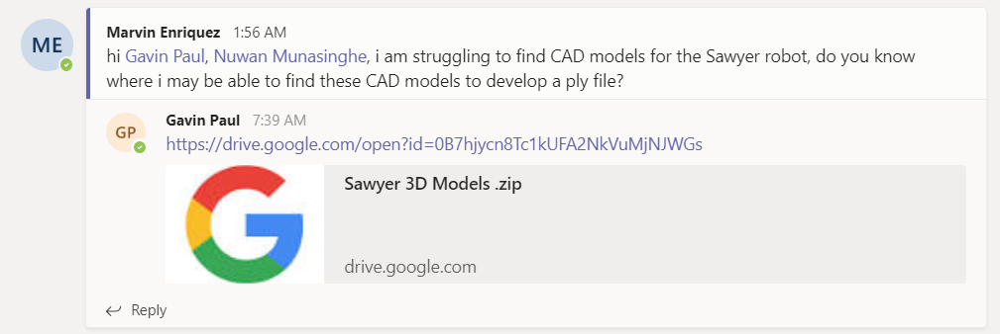 ME
Marvin Enriquez 1:56 AM
hi Gavin Paul, Nuwan Munasinghe, i am struggling to find CAD models for the Sawyer robot, do you know
where i may be able to find these CAD models to develop a ply file?
GP
Gavin Paul 7:39 AM
https://drive.google.com/open?id=0B7hjycn8Tc1kUFA2NkVuMjNJWGs
Sawyer 3D Models .zip
drive.google.com
Reply